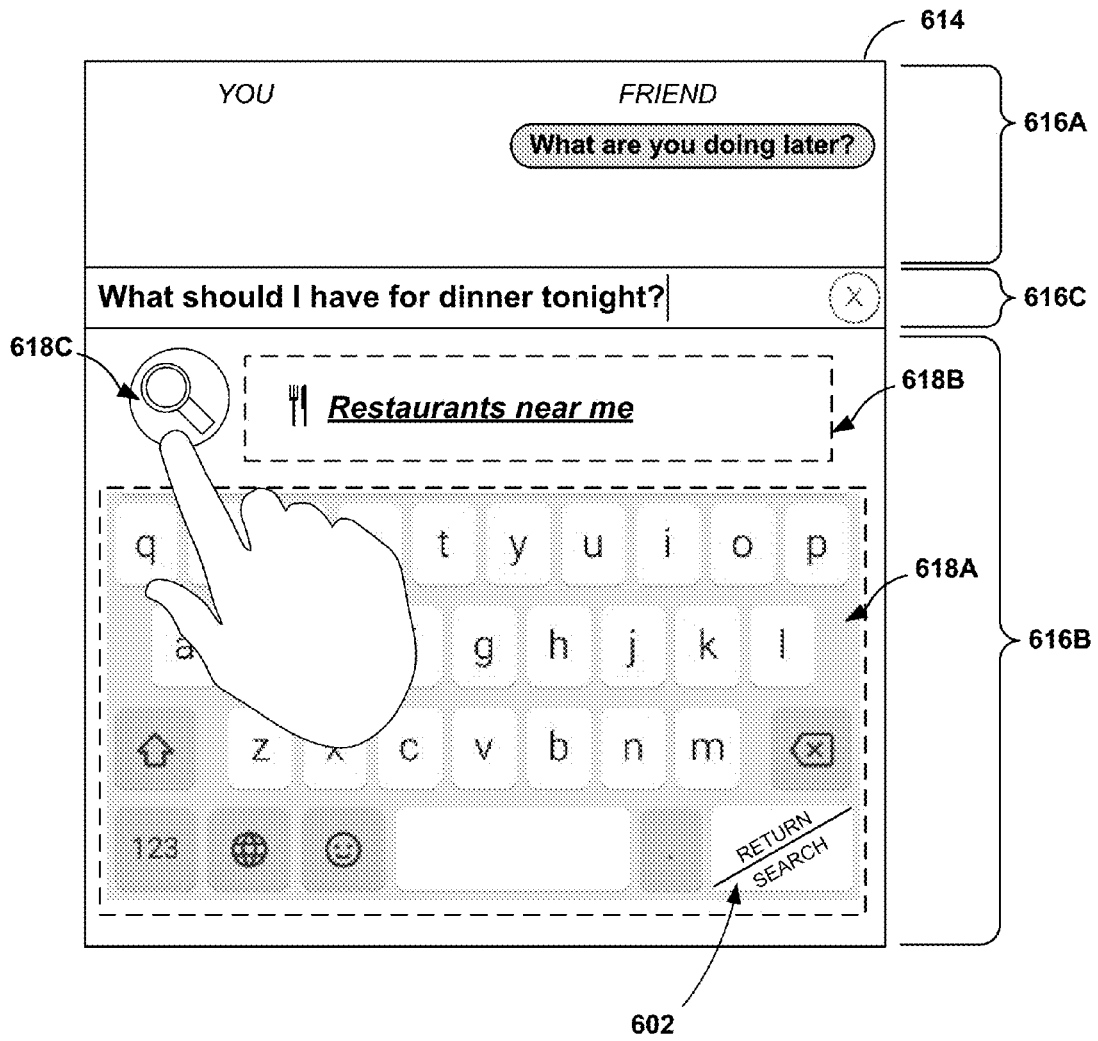 614
YOU FRIEND
616A
What are you doing later?
What should I have for dinner tonight? X
616C
618C
618B
Restaurants near me
q t y u i o p
618A
a g h j k l
616B
z x c v b n m
123
RETURN
SEARCH
602